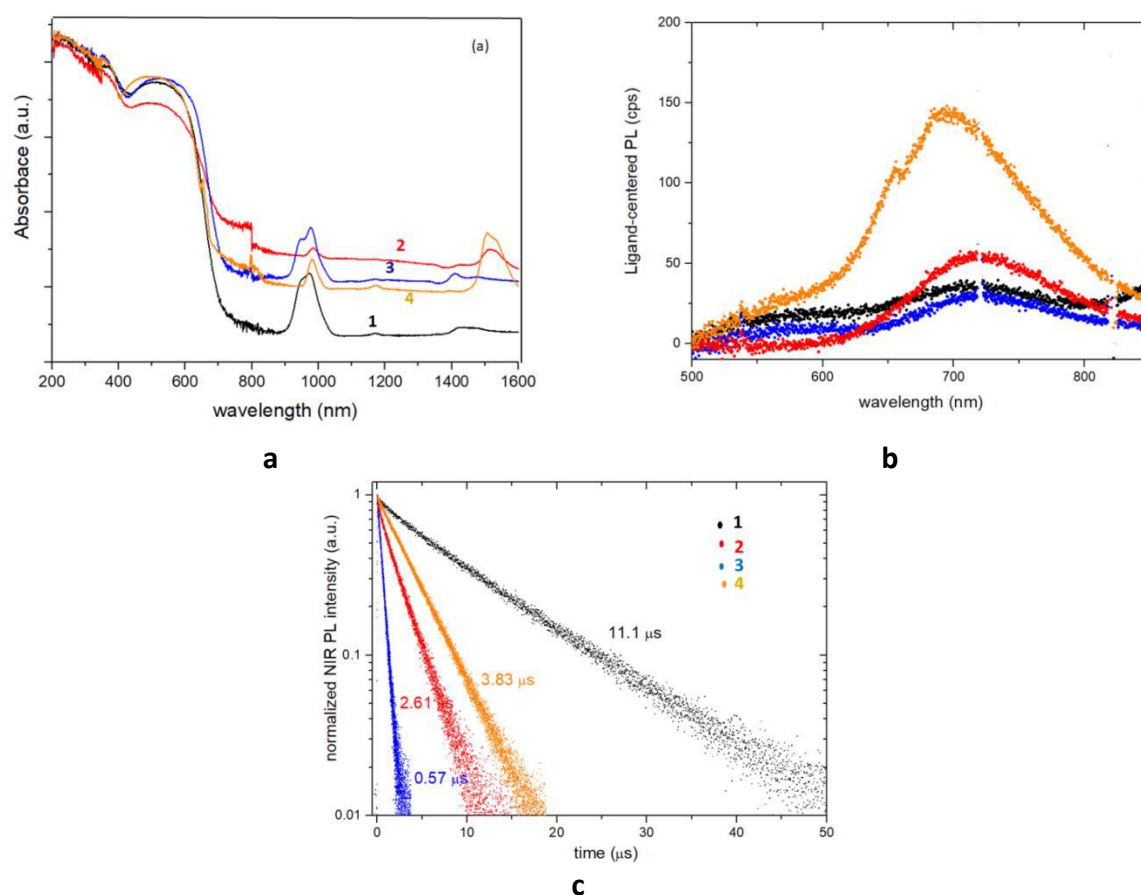 (a)
Absorbace (a.u.)
2
3
4
1
200 400 600 800 1000 1200 1400 1600
wavelength (nm)
a
200
150
100
50
0
Ligand-centered PL (cps)
500 600 700 800
wavelength (nm)
b
1
0.1
0.01
normalized NIR PL intensity (a.u.)
1
2
3
4
11.1 μs
3.83 μs
2.61 μs
0.57 μs
0 10 20 30 40 50
time (μs)
c